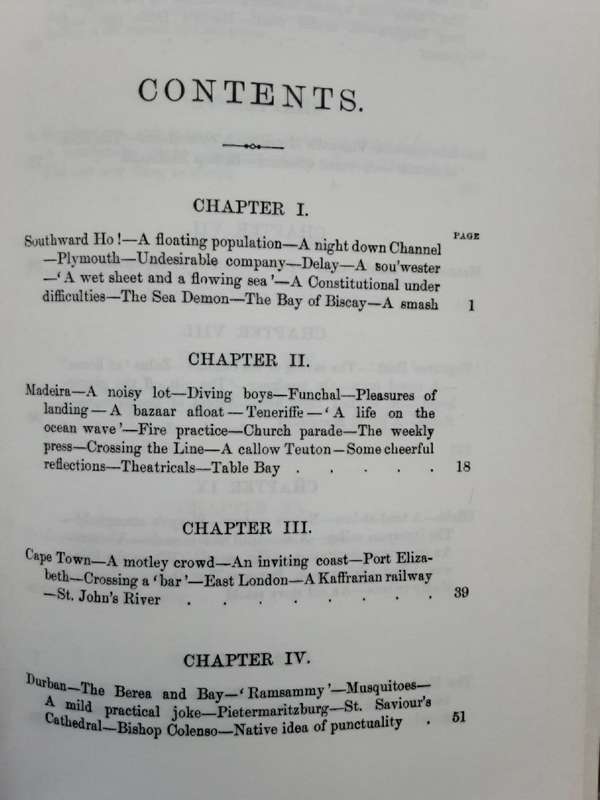 CONTENTS.
CHAPTER I.
PAGE
Southward Ho!—A floating population—A night down Channel
—Plymouth—Undesirable company—Delay—A sou'wester
—'A wet sheet and a flowing sea'—A Constitutional under
difficulties—The Sea Demon—The Bay of Biscay—A smash 1
CHAPTER II.
Madeira—A noisy lot—Diving boys—Funchal—Pleasures of
landing—A bazaar afloat—Teneriffe—'A life on the
ocean wave'—Fire practice—Church parade—The weekly
press—Crossing the Line—A callow Teuton—Some cheerful
reflections—Theatricals—Table Bay . . . . . 18
CHAPTER III.
Cape Town—A motley crowd—An inviting coast—Port Eliza-
beth—Crossing a 'bar'—East London—A Kaffrarian railway
—St. John's River . . . . . . . . 39
CHAPTER IV.
Durban—The Berea and Bay—'Ramsammy'—Musquitoes—
A mild practical joke—Pietermaritzburg—St. Saviour's
Cathedral—Bishop Colenso—Native idea of punctuality . 51